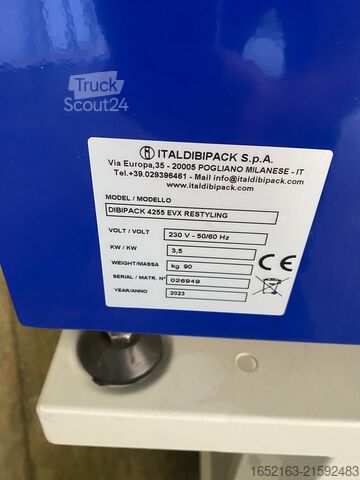 Truck
Scout24
ITALDIBIPACK S.p.A.
Via Europa,35 - 20005 POGLIANO MILANESE - IT
Tel.+39.029396461 - Mail info@italdibipack.com
www.italdibipack.com
MODEL / MODELLO
DIBIPACK 4255 EVX RESTYLING
VOLT / VOLT 230 V - 50/60 Hz
KW / KW 3,5
WEIGHT/MASSA kg 90
SERIAL / MATR. N° 026949
YEAR/ANNO 2023
CE
1652163-21592483